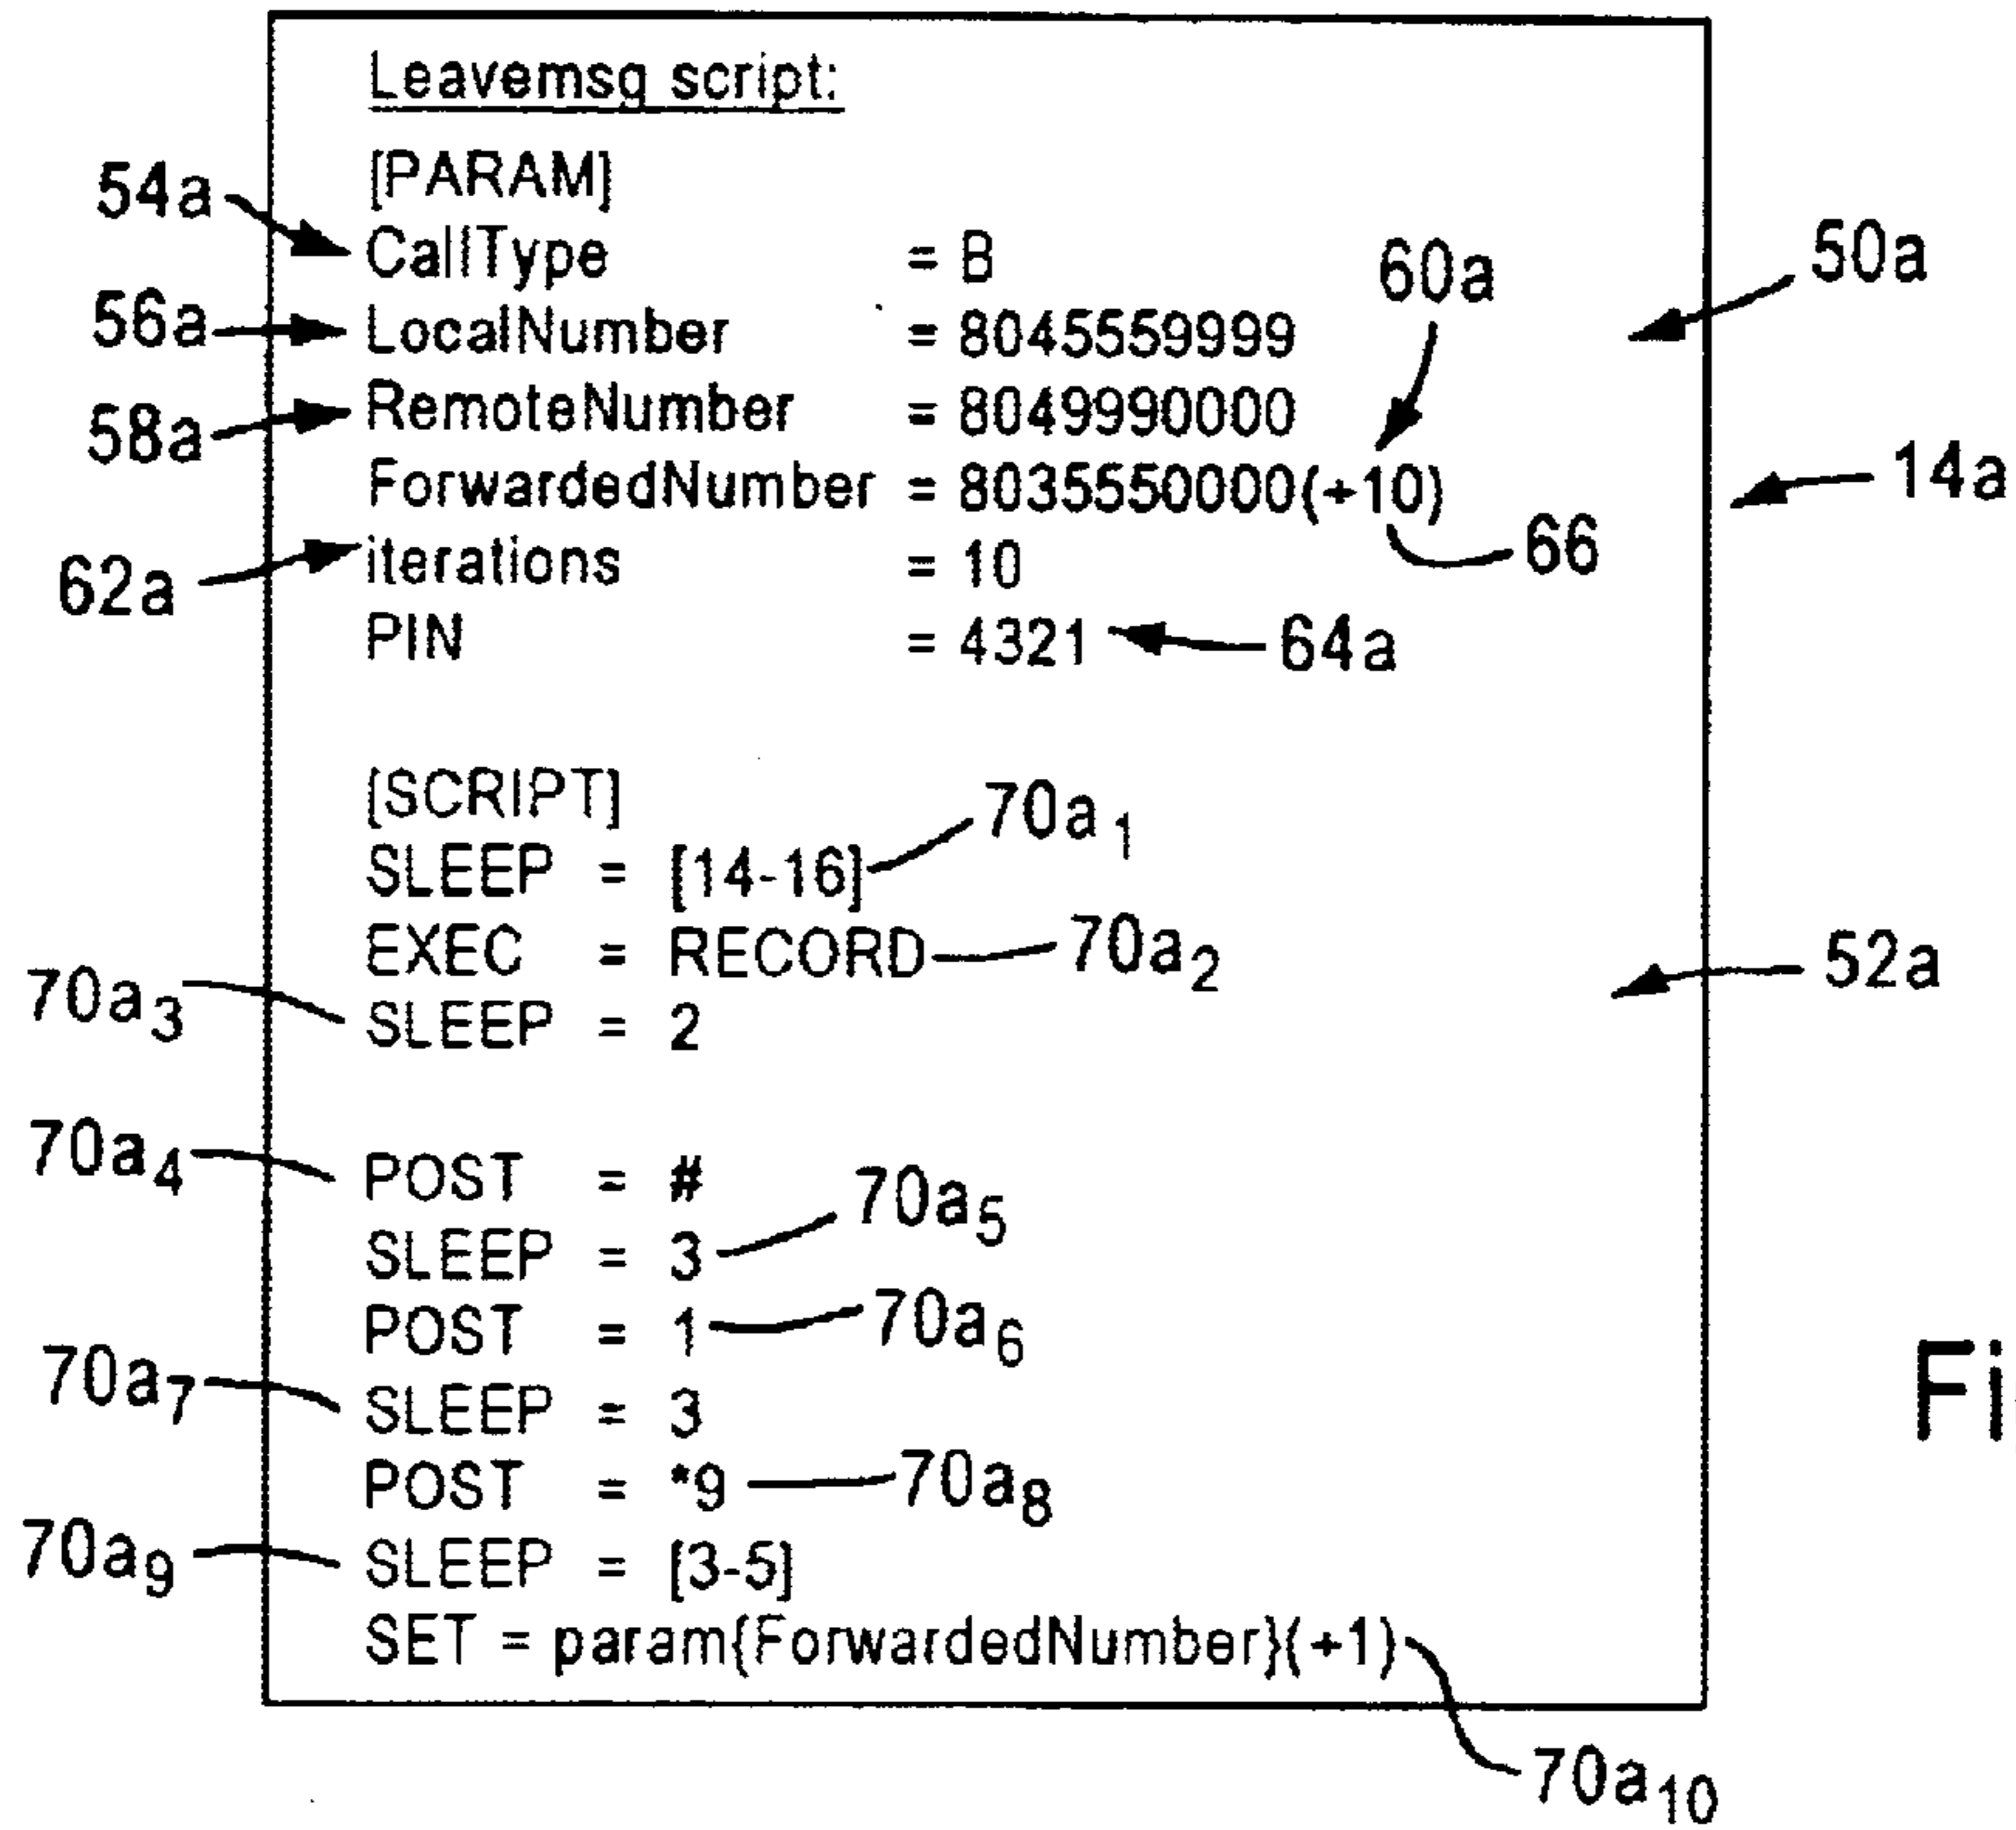 Leavemsg script:
[PARAM]
54a
CallType = B
60a
50a
56a
LocalNumber = 8045559999
58a
RemoteNumber = 8049990000
ForwardedNumber = 8035550000(+10)
14a
66
62a
iterations = 10
PIN = 4321
64a
[SCRIPT]
70a1
SLEEP = [14-16]
EXEC = RECORD
70a2
52a
70a3
SLEEP = 2
70a4
POST = #
70a5
SLEEP = 3
POST = 1
70a6
70a7
SLEEP = 3
POST = *9
70a8
70a9
SLEEP = [3-5]
SET = param{ForwardedNumber}(+1)
70a10